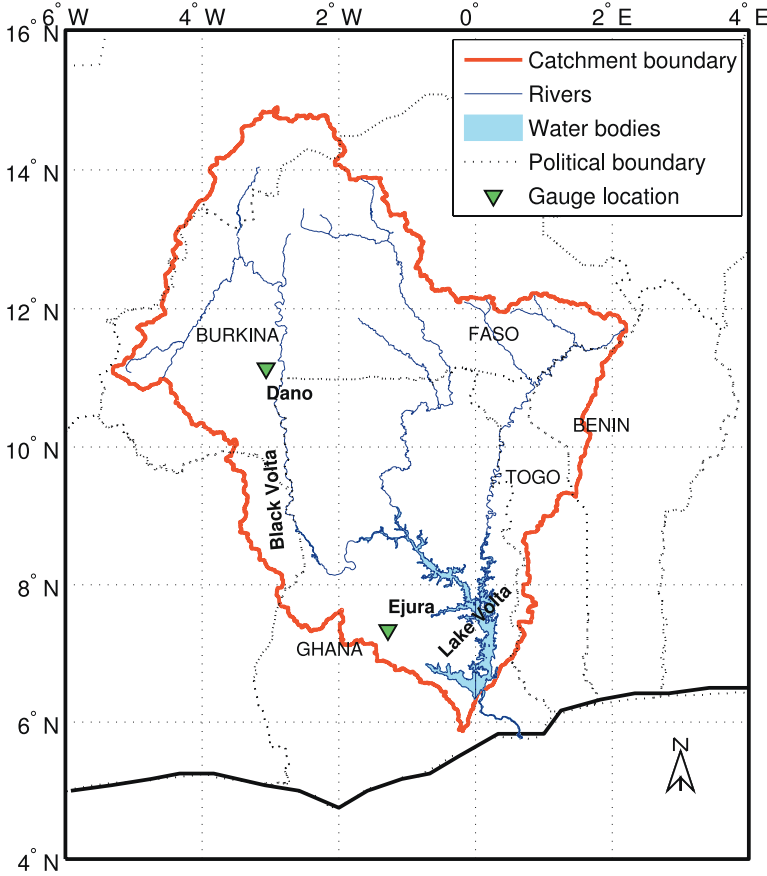 6° W 4° W 2° W 0° 2° E 4° E
16° N
Catchment boundary
Rivers
Water bodies
Political boundary
Gauge location
14° N
12° N
BURKINA
FASO
Dano
BENIN
10° N
TOGO
Black Volta
8° N
Ejura
Lake Volta
GHANA
6° N
N
4° N